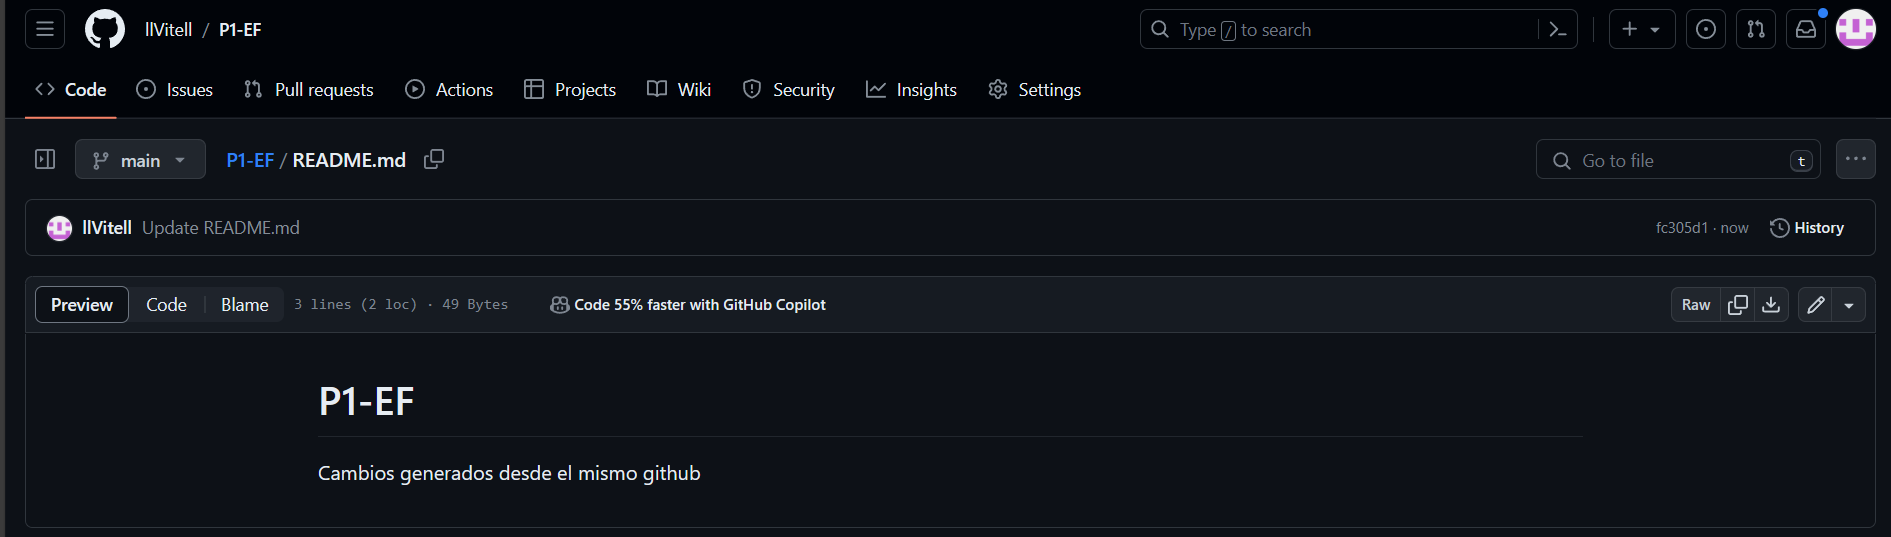 llVitell / P1-EF
Type / to search
Code Issues Pull requests Actions Projects Wiki Security Insights Settings
main P1-EF / README.md Go to file t
llVitell Update README.md fc305d1 · now History
Preview Code Blame 3 lines (2 loc) · 49 Bytes Code 55% faster with GitHub Copilot Raw
P1-EF
Cambios generados desde el mismo github